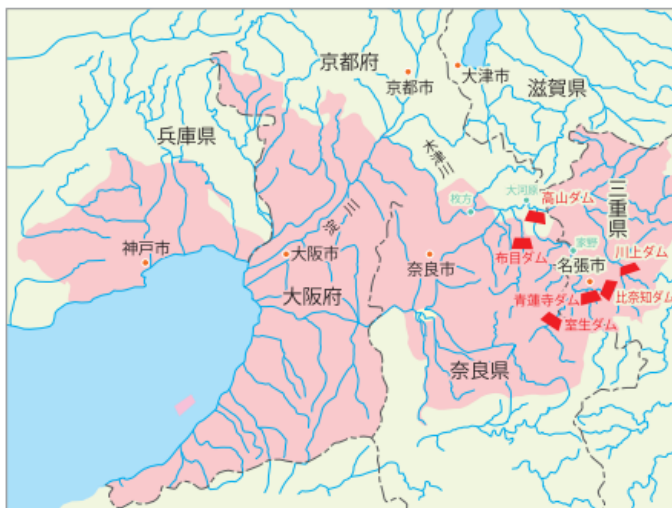 京都府
京都市
大津市
滋賀県
兵庫県
木津川
大河原
高山ダム
三重県
枚方
淀川
家野
川上ダム
神戸市
大阪市
奈良市
布目ダム
名張市
大阪府
青蓮寺ダム
比奈知ダム
室生ダム
奈良県